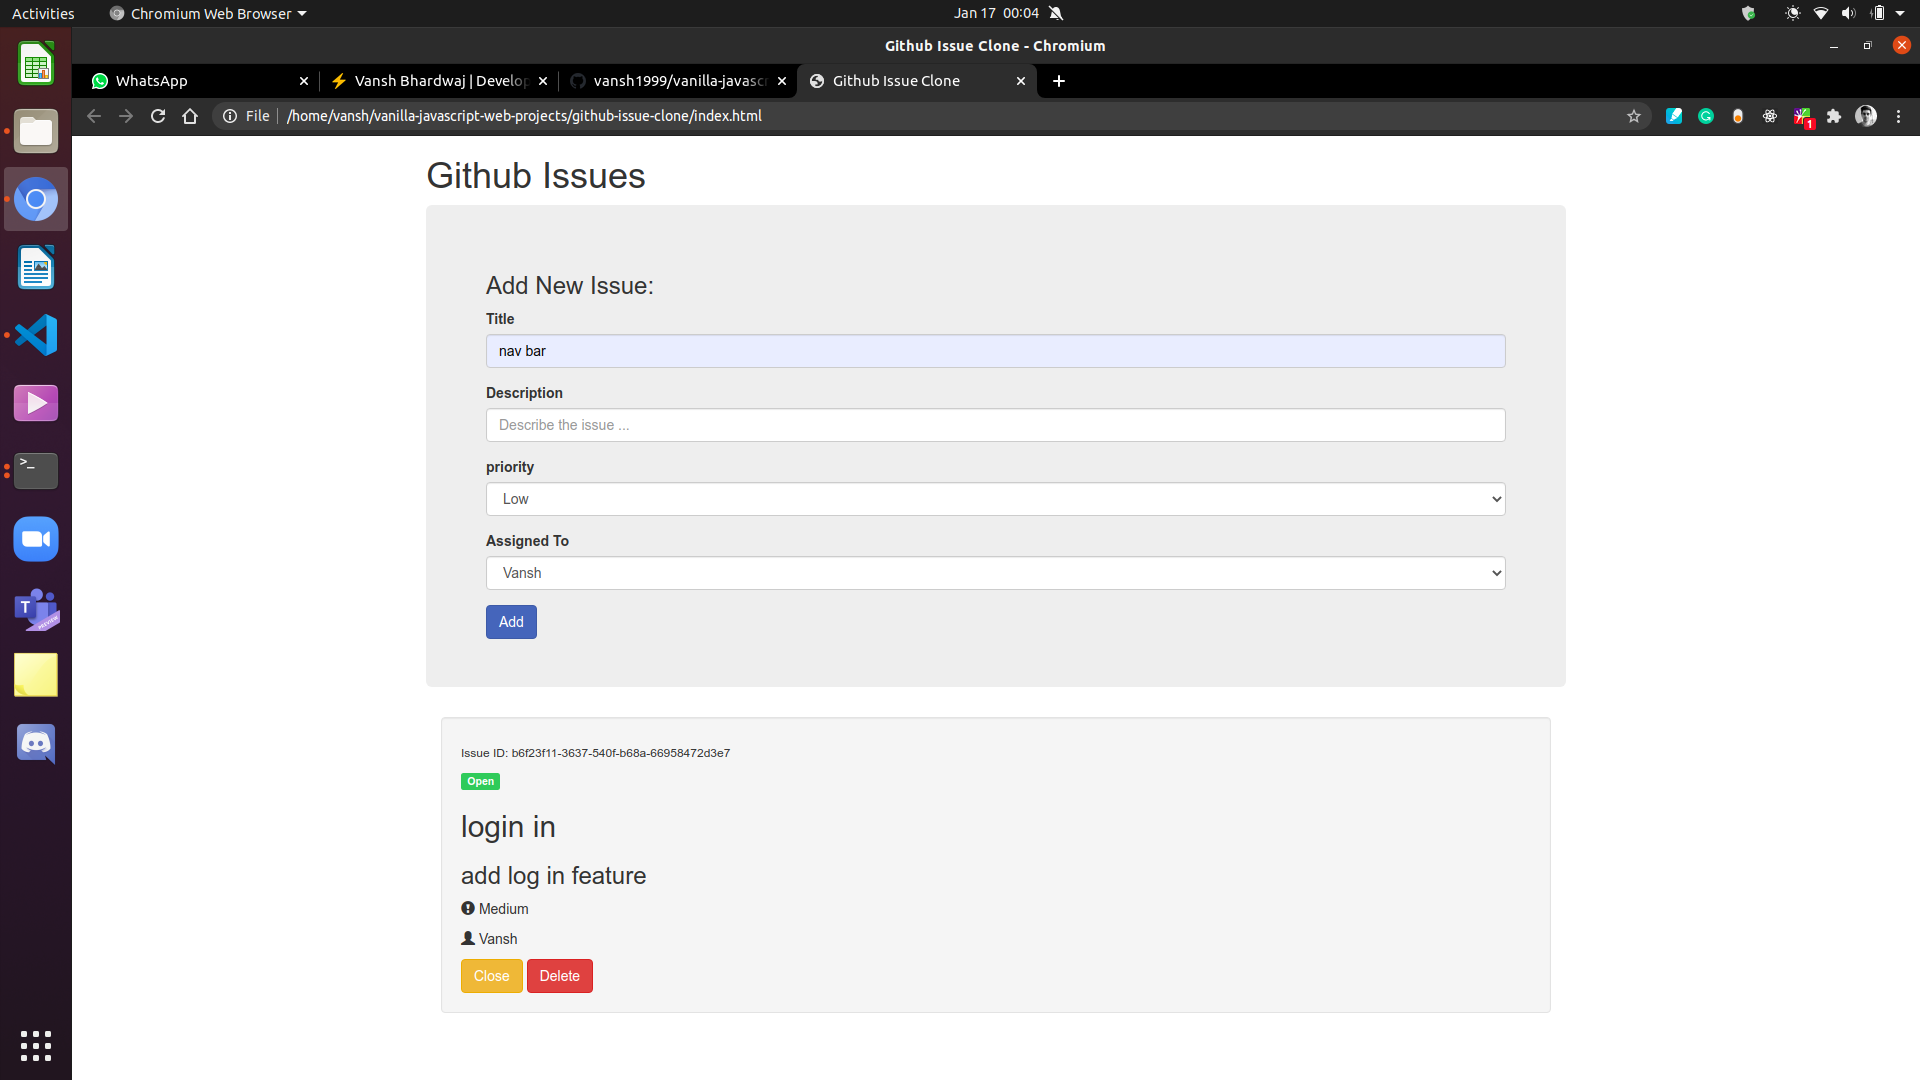 Activities
Chromium Web Browser
Jan 17 00:04
Github Issue Clone - Chromium
WhatsApp
Vansh Bhardwaj | Develop
vansh1999/vanilla-javascr
Github Issue Clone
File
/home/vansh/vanilla-javascript-web-projects/github-issue-clone/index.html
1
Github Issues
Add New Issue:
Title
nav bar
Description
Describe the issue ...
priority
Low
Assigned To
Vansh
Add
Issue ID: b6f23f11-3637-540f-b68a-66958472d3e7
Open
login in
add log in feature
Medium
Vansh
Close Delete
>_
T
PREVIEW